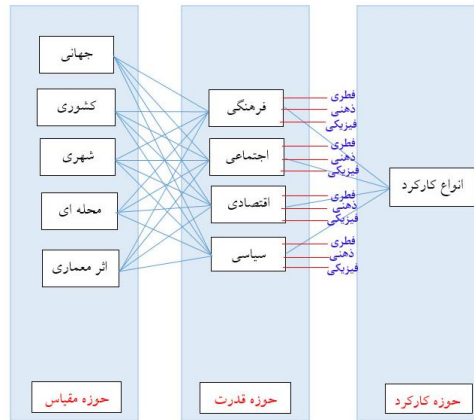 جهانی
کشوری
شهری
محله ای
اثر معماری
حوزه مقیاس
فرهنگی
فطری
ذهنی
فیزیکی
اجتماعی
فطری
ذهنی
فیزیکی
اقتصادی
فطری
ذهنی
فیزیکی
سیاسی
فطری
ذهنی
فیزیکی
حوزه قدرت
انواع کارکرد
حوزه کارکرد